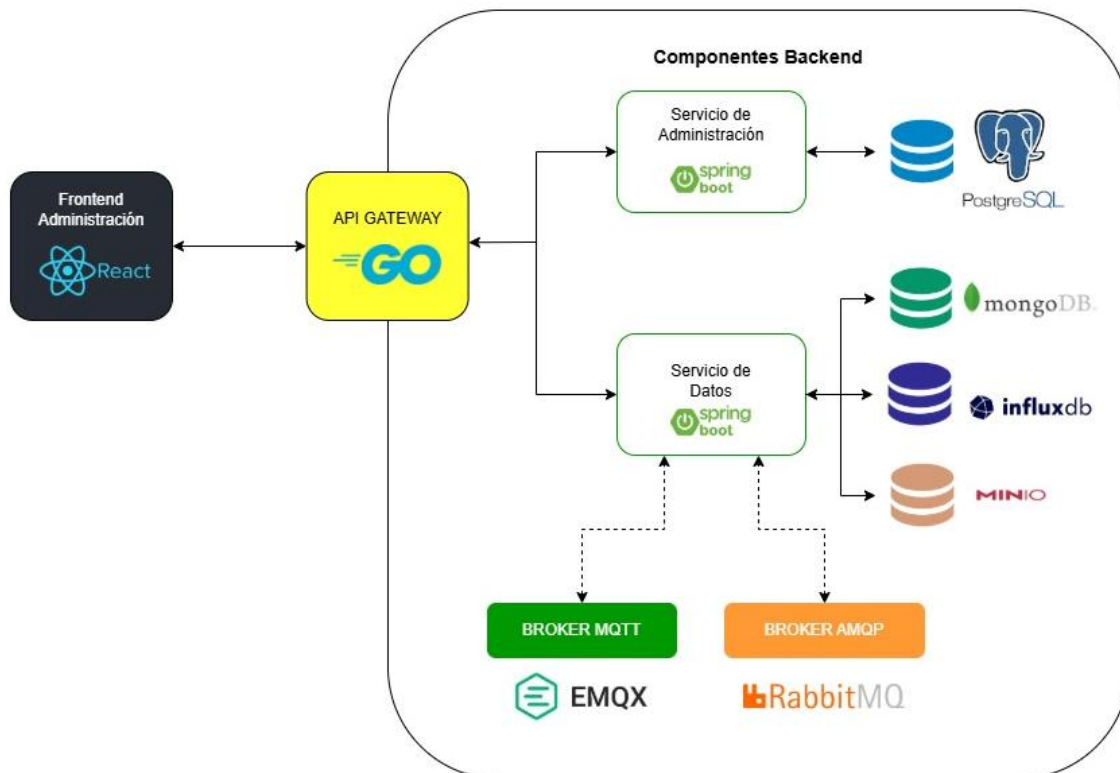 Componentes Backend
Servicio de
Administración
spring
boot
PostgreSQL
Frontend
Administración
React
API GATEWAY
GO
mongoDB.
Servicio de
Datos
spring
boot
influxdb
MINIO
BROKER MQTT
BROKER AMQP
EMQX
RabbitMQ